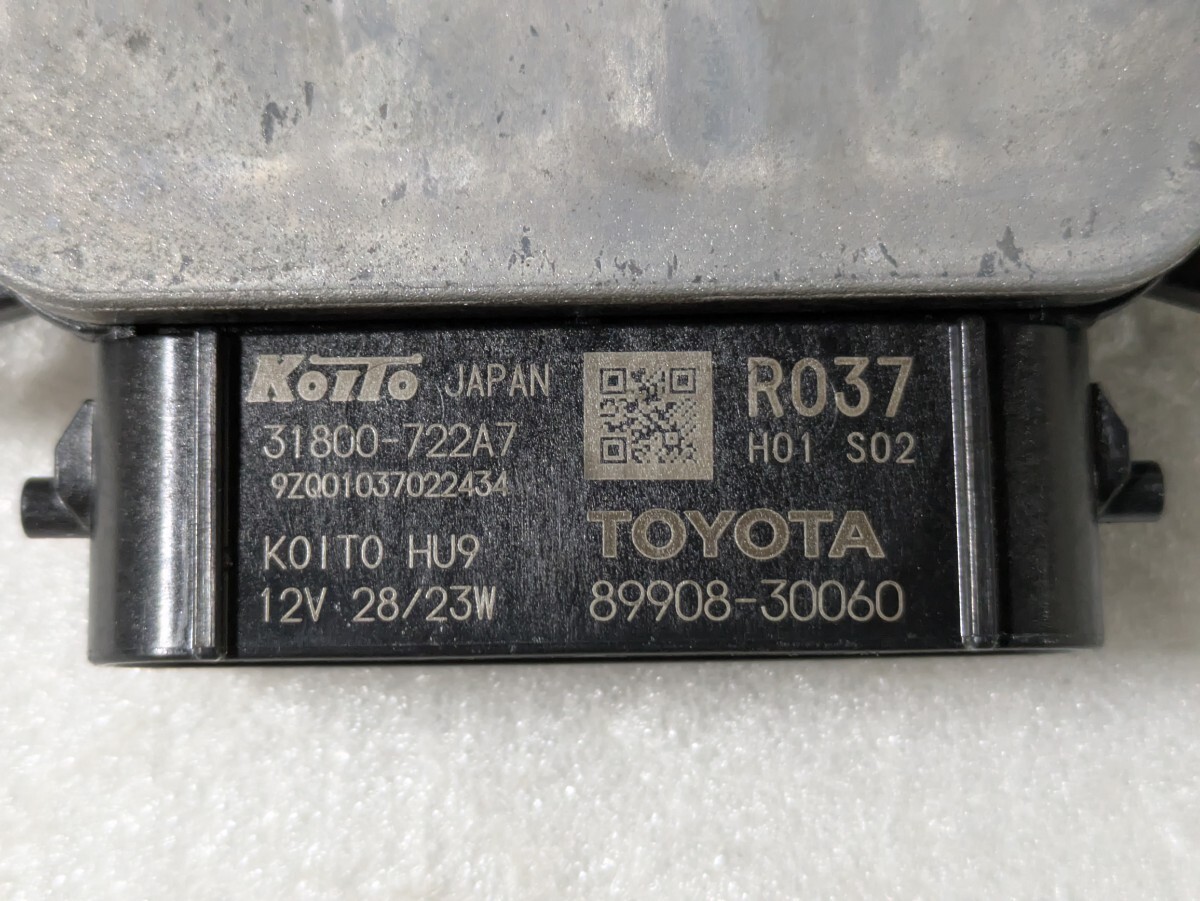 KOITO JAPAN
31800-722A7
9ZQ01037022434
KOITO HU9
12V 28/23W
R037
H01 S02
TOYOTA
89908-30060